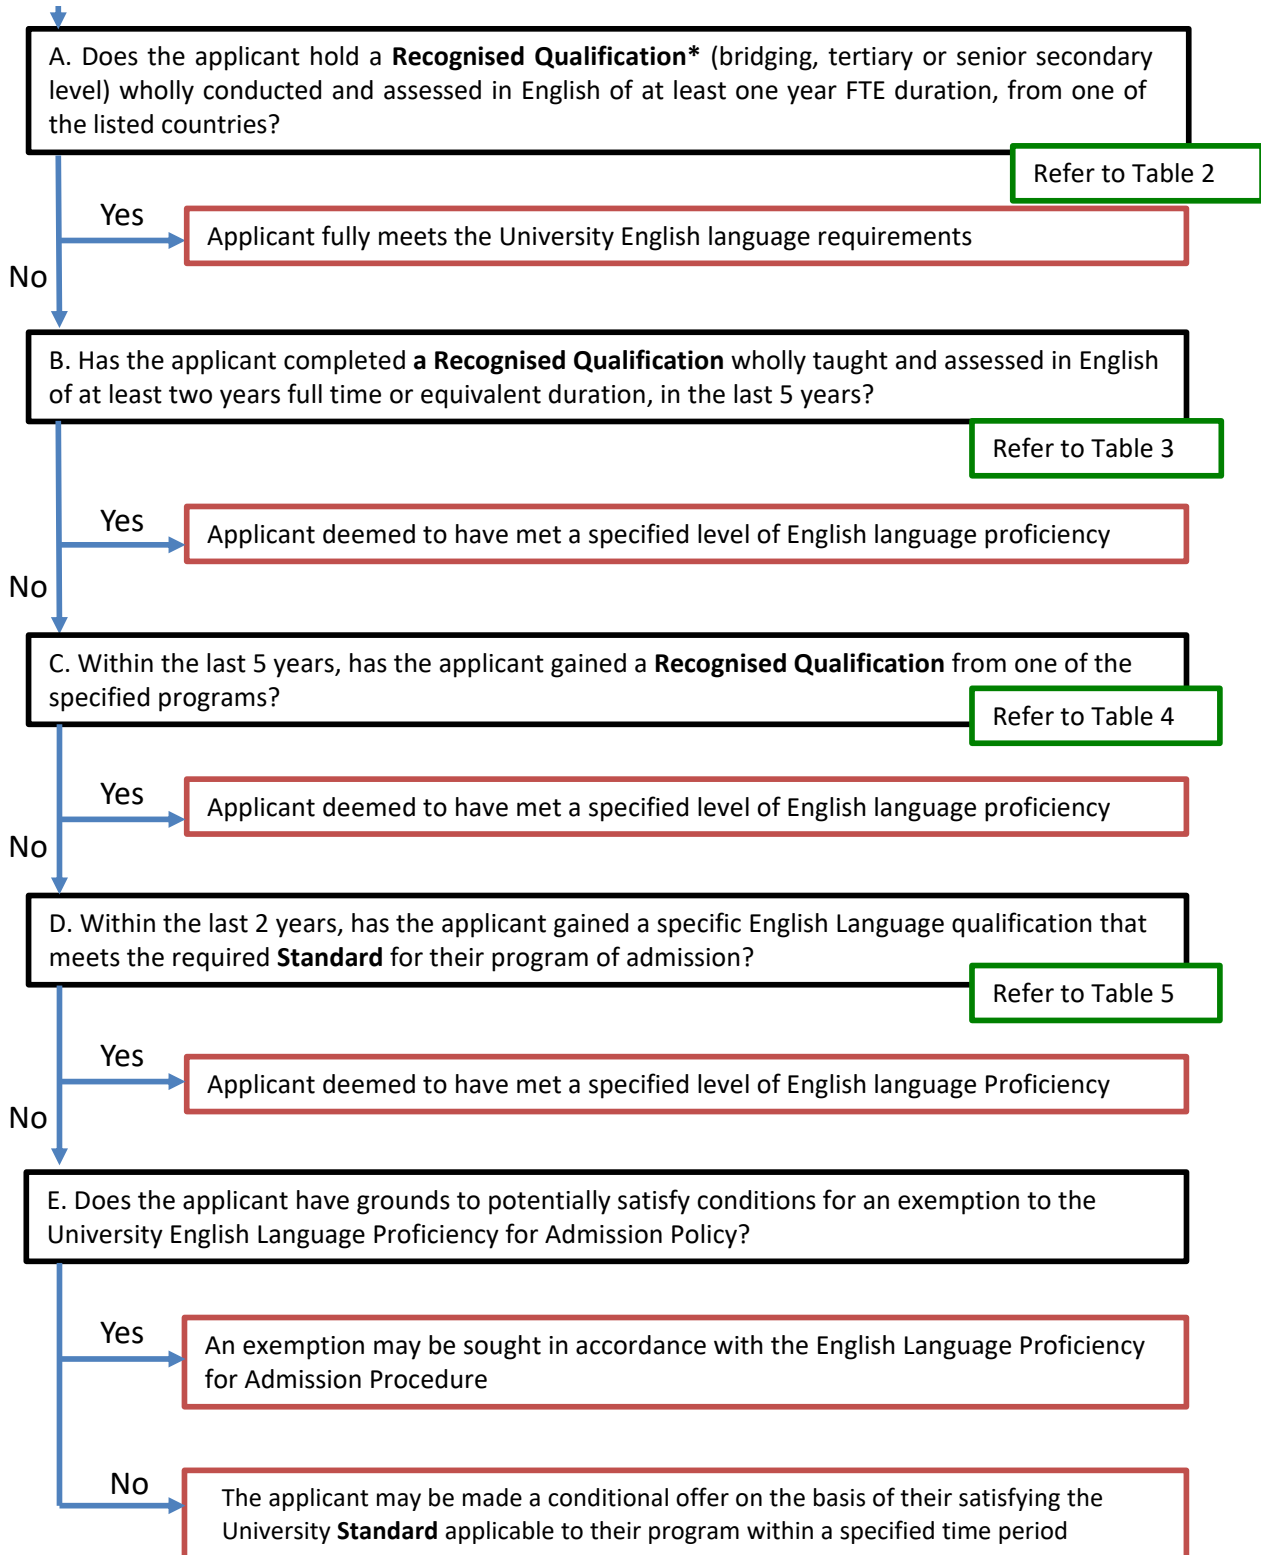 A. Does the applicant hold a Recognised Qualification* (bridging, tertiary or senior secondary
level) wholly conducted and assessed in English of at least one year FTE duration, from one of
the listed countries?
Refer to Table 2
Yes
Applicant fully meets the University English language requirements
No
B. Has the applicant completed a Recognised Qualification wholly taught and assessed in English
of at least two years full time or equivalent duration, in the last 5 years?
Refer to Table 3
Yes
Applicant deemed to have met a specified level of English language proficiency
No
C. Within the last 5 years, has the applicant gained a Recognised Qualification from one of the
specified programs?
Refer to Table 4
Yes
Applicant deemed to have met a specified level of English language proficiency
No
D. Within the last 2 years, has the applicant gained a specific English Language qualification that
meets the required Standard for their program of admission?
Refer to Table 5
Yes
Applicant deemed to have met a specified level of English language Proficiency
No
E. Does the applicant have grounds to potentially satisfy conditions for an exemption to the
University English Language Proficiency for Admission Policy?
Yes
An exemption may be sought in accordance with the English Language Proficiency
for Admission Procedure
No
The applicant may be made a conditional offer on the basis of their satisfying the
University Standard applicable to their program within a specified time period